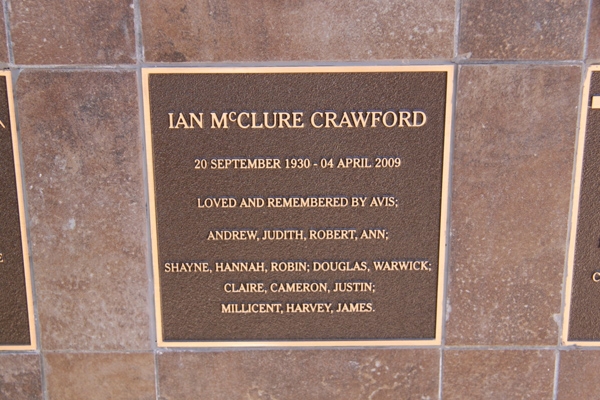 IAN McCLURE CRAWFORD
20 SEPTEMBER 1930 - 04 APRIL 2009
LOVED AND REMEMBERED BY AVIS;
ANDREW, JUDITH, ROBERT, ANN;
SHAYNE, HANNAH, ROBIN; DOUGLAS, WARWICK;
CLAIRE, CAMERON, JUSTIN;
MILLICENT, HARVEY, JAMES.